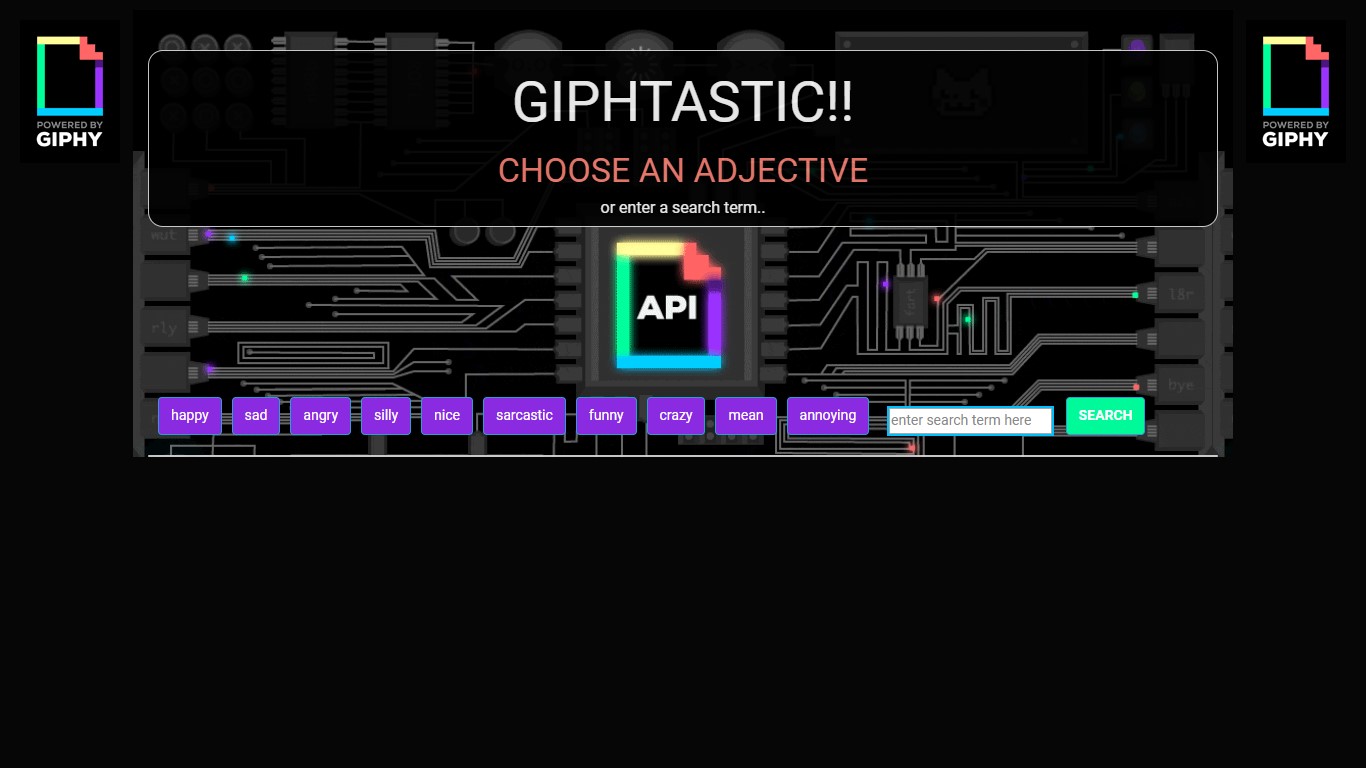 POWERED BY
GIPHY
GIPHTASTIC!!
CHOOSE AN ADJECTIVE
or enter a search term..
POWERED BY
GIPHY
wut
rly
API
fart
l8r
bye
happy
sad
angry
silly
nice
sarcastic
funny
crazy
mean
annoying
enter search term here
SEARCH